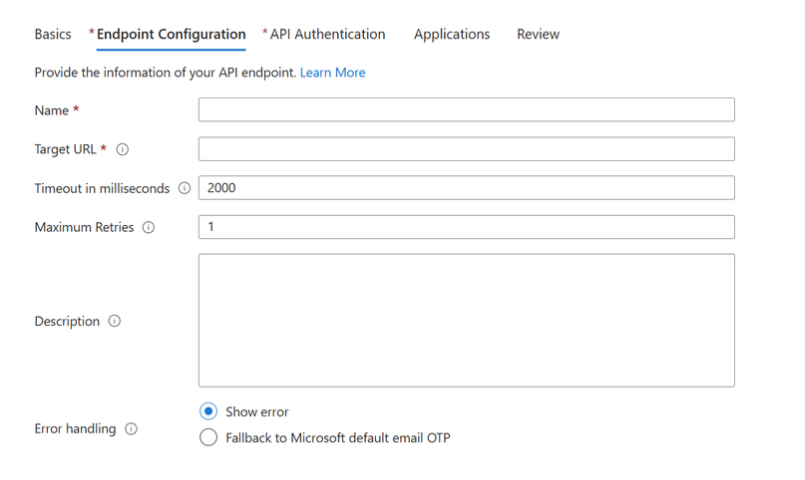 Basics * Endpoint Configuration * API Authentication Applications Review
Provide the information of your API endpoint. Learn More
Name *
Target URL *
Timeout in milliseconds 2000
Maximum Retries 1
Description
Error handling
Show error
Fallback to Microsoft default email OTP